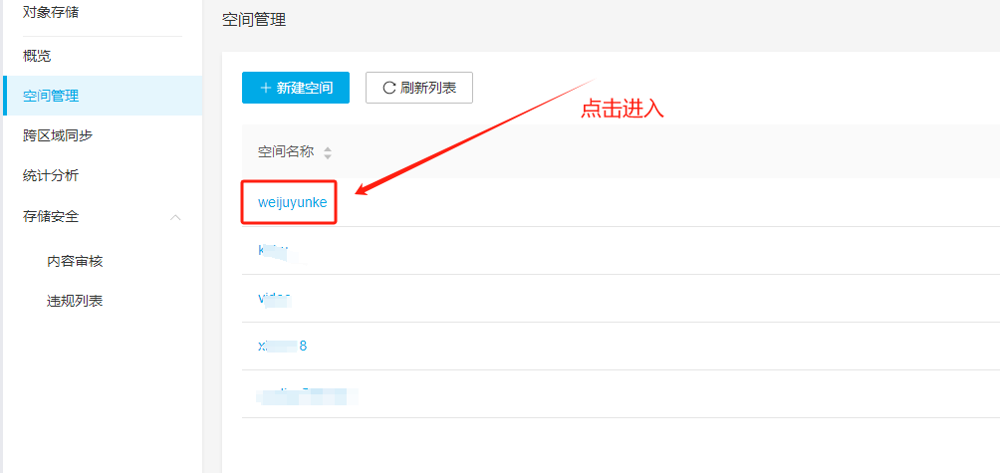 对象存储
概览
空间管理
跨区域同步
统计分析
存储安全
内容审核
违规列表
空间管理
新建空间
刷新列表
点击进入
空间名称
weijuyunke